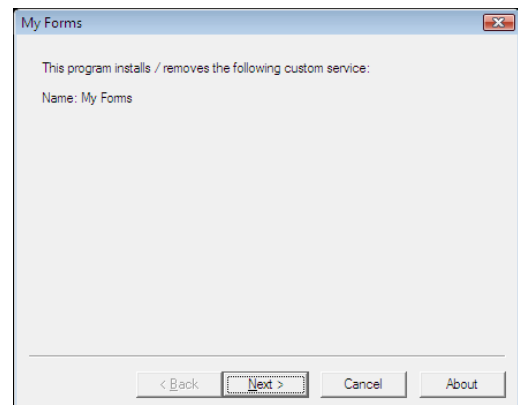 My Forms
This program installs / removes the following custom service:
Name: My Forms
< Back
Next >
Cancel
About